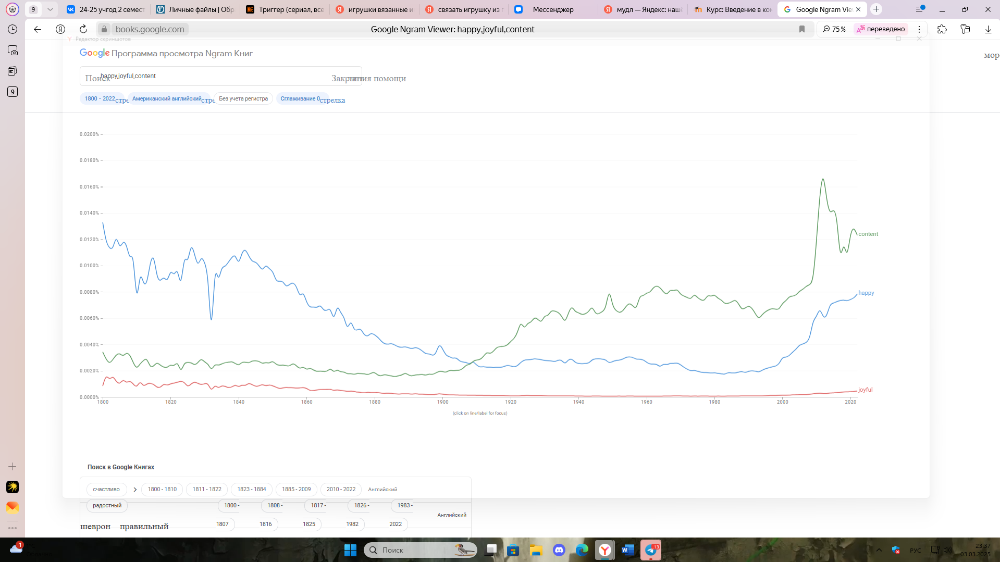 9
24-25 учгод 2 семест
Личные файлы | Обр
Триггер (сериал, все
игрушки вязанные и
связать игрушку из п
Мессенджер
мудл — Яндекс: наш
Курс: Введение в ком
Google Ngram Vie
books.google.com
Google Ngram Viewer: happy,joyful,content
75 %
переведено
Редактор скриншотов
Google Программа просмотра Ngram Книг
мор
9
Поиск
happy,joyful,content
линия помощи
1800 - 2022
стре
Американский английский
стре
Без учета регистра
Сглаживание 0
стрелка
0.0200%
0.0180%
0.0160%
0.0140%
0.0120%
0.0100%
0.0080%
0.0060%
0.0040%
0.0020%
0.0000%
content
happy
joyful
1800
1820
1840
1860
1880
1900
1920
1940
1960
1980
2000
2020
(click on line/label for focus)
Поиск в Google Книгах
счастливо
1800 - 1810
1811 - 1822
1823 - 1884
1885 - 2009
2010 - 2022
Английский
радостный
1800 -
1808 -
1817 -
1826 -
1983 -
Английский
1807
1816
1825
1982
2022
шеврон правильный
1
Поиск
13
РУС
23:37
03.03.2025